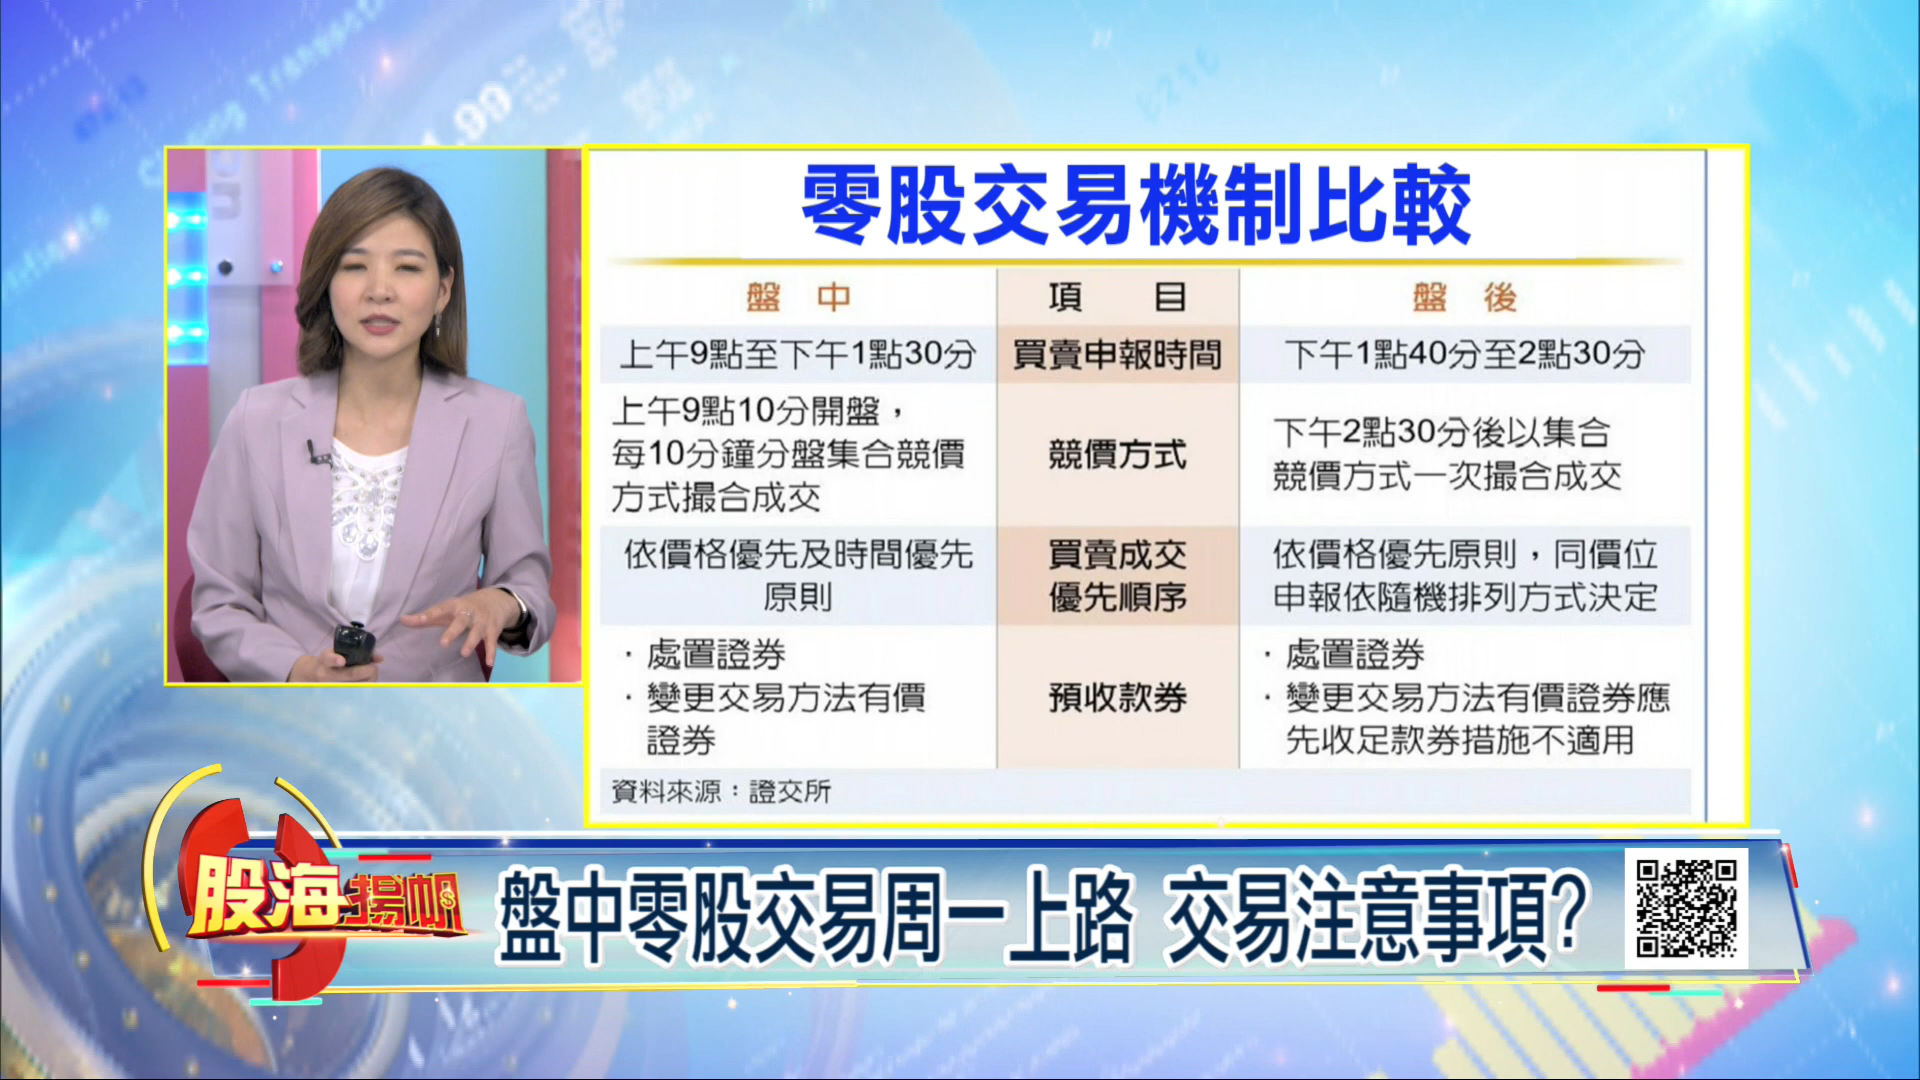 零股交易機制比較
盤 中 項 目 盤 後
上午9點至下午1點30分 買賣申報時間 下午1點40分至2點30分
上午9點10分開盤，
每10分鐘分盤集合競價
方式撮合成交
競價方式
下午2點30分後以集合
競價方式一次撮合成交
依價格優先及時間優先
原則
買賣成交
優先順序
依價格優先原則，同價位
申報依隨機排列方式決定
· 處置證券
· 變更交易方法有價
證券
預收款券
· 處置證券
· 變更交易方法有價證券應
先收足款券措施不適用
資料來源：證交所
股海揚帆
盤中零股交易周一上路 交易注意事項?